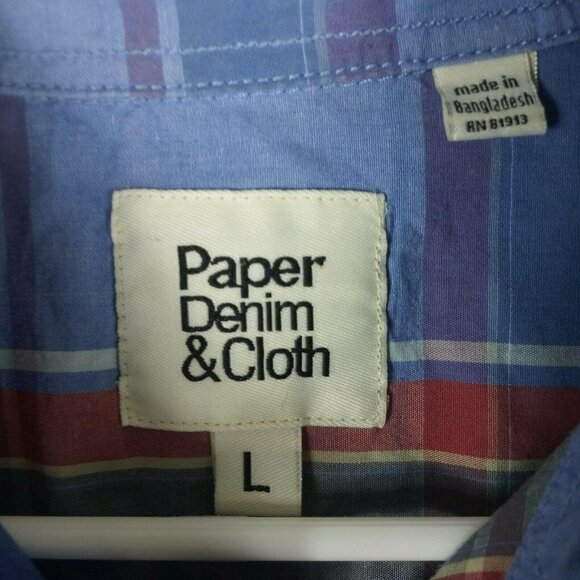 made in
Bangladesh
RN 81913
Paper
Denim
&Cloth
L